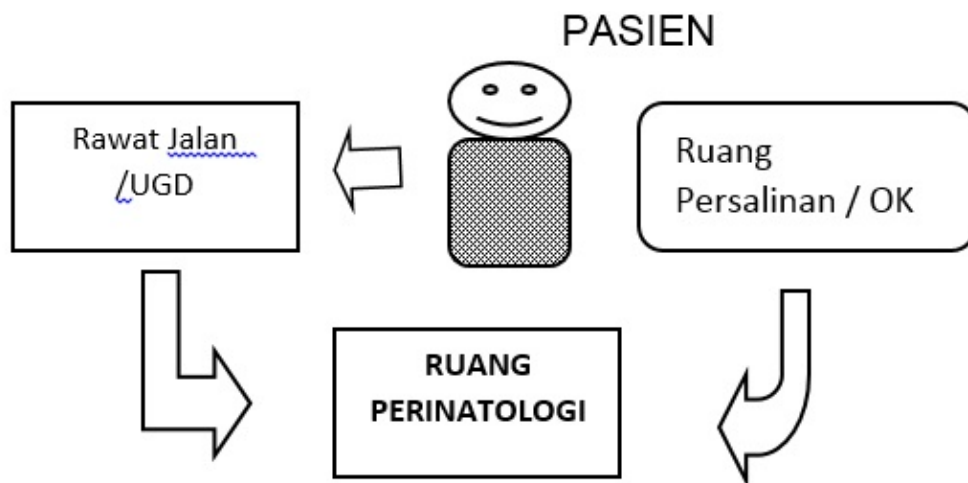 PASIEN
Rawat Jalan
/UGD
Ruang
Persalinan / OK
RUANG
PERINATOLOGI